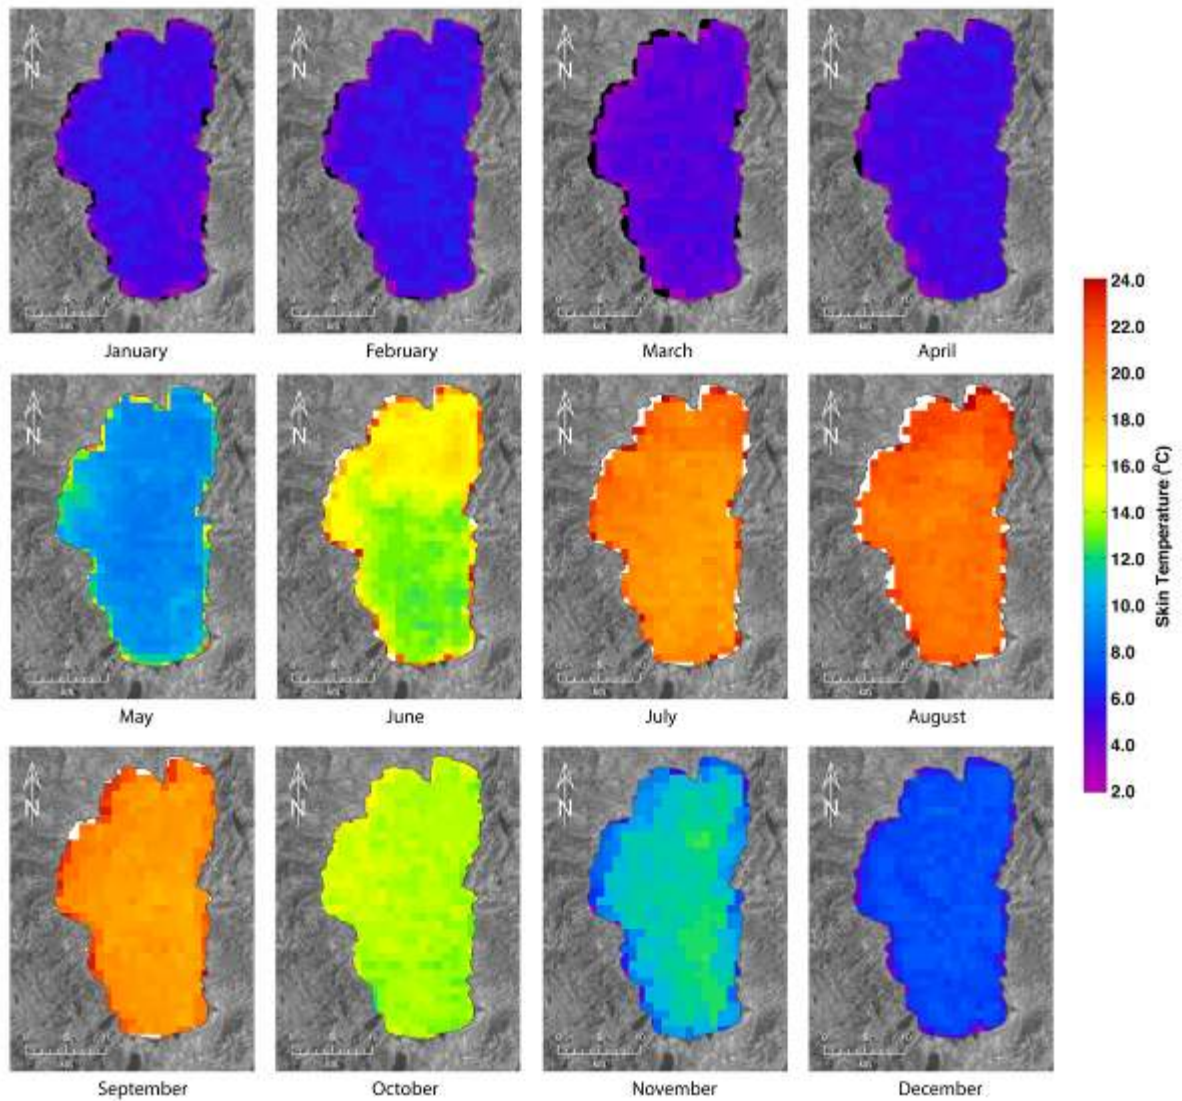 N N N N
January February March April
24.0
22.0
20.0
18.0
16.0
14.0
12.0
10.0
8.0
6.0
4.0
2.0
Skin Temperature (⁰C)
N N N N
May June July August
N N N N
September October November December